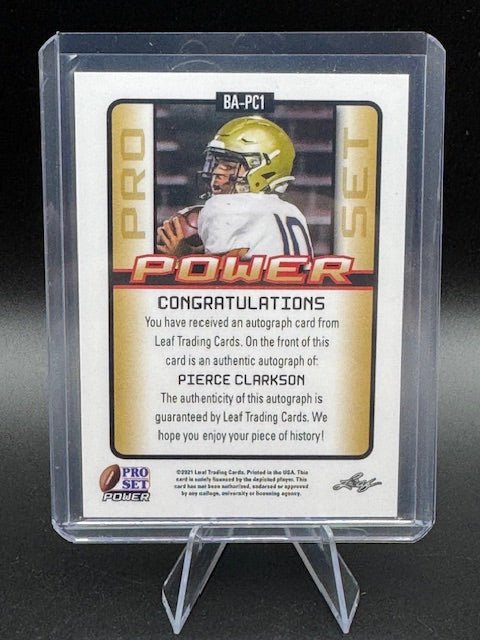 BA-PC1
PRO
SET
10
POWER
CONGRATULATIONS
You have received an autograph card from
Leaf Trading Cards. On the front of this
card is an authentic autograph of:
PIERCE CLARKSON
The authenticity of this autograph is
guaranteed by Leaf Trading Cards. We
hope you enjoy your piece of history!
PRO
SET
POWER
©2021 Leaf Trading Cards. Printed in the USA. This
card is solely licensed by the depicted player. This
card has not been authorized, endorsed or approved
by any college, university or licensing agency.
Leaf